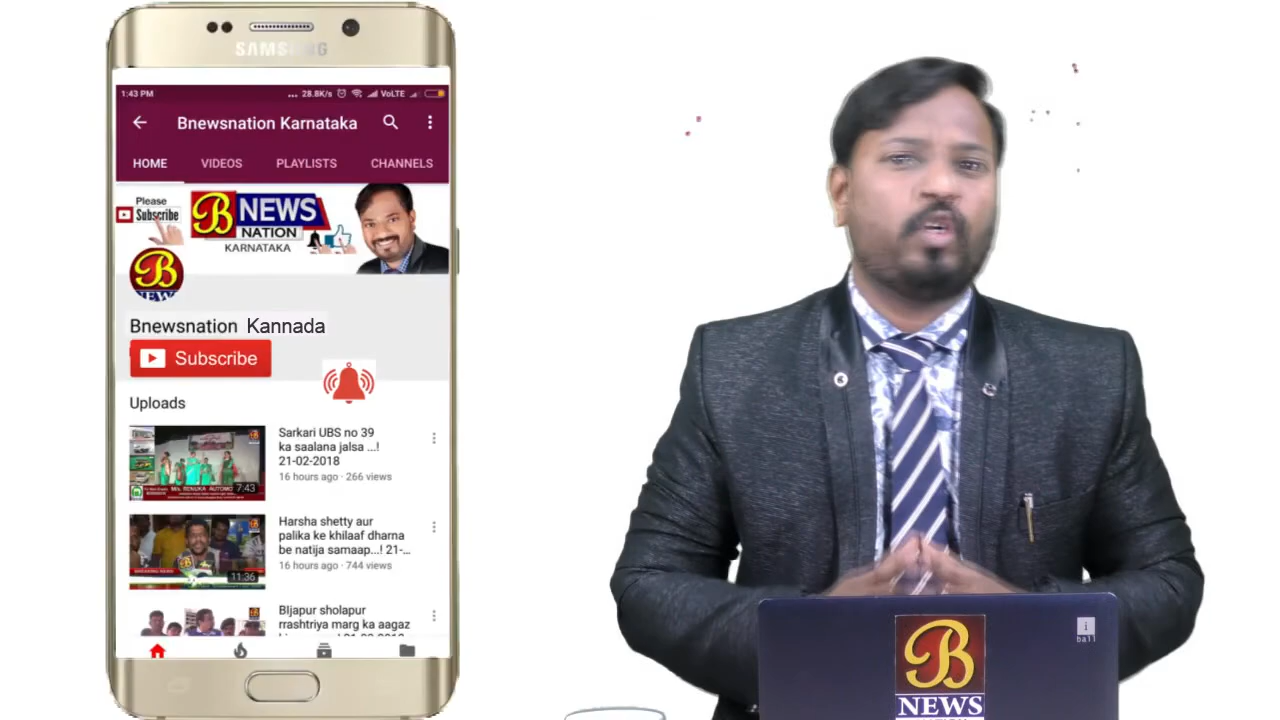 SAMSUNG
1:43 PM
... 28.8K/s VoLTE
Bnewsnation Karnataka
HOME VIDEOS PLAYLISTS CHANNELS
Please
Subscribe
B NEWS
NATION
KARNATAKA
B
NEWS
Bnewsnation Kannada
Subscribe
Uploads
Sarkari UBS no 39
ka saalana jalsa ...!
21-02-2018
16 hours ago · 266 views
7:43
Harsha shetty aur
palika ke khilaaf dharna
be natija samaap...! 21-...
16 hours ago · 744 views
11:36
BIjapur sholapur
rrashtriya marg ka aagaz
i
ball
B
NEWS